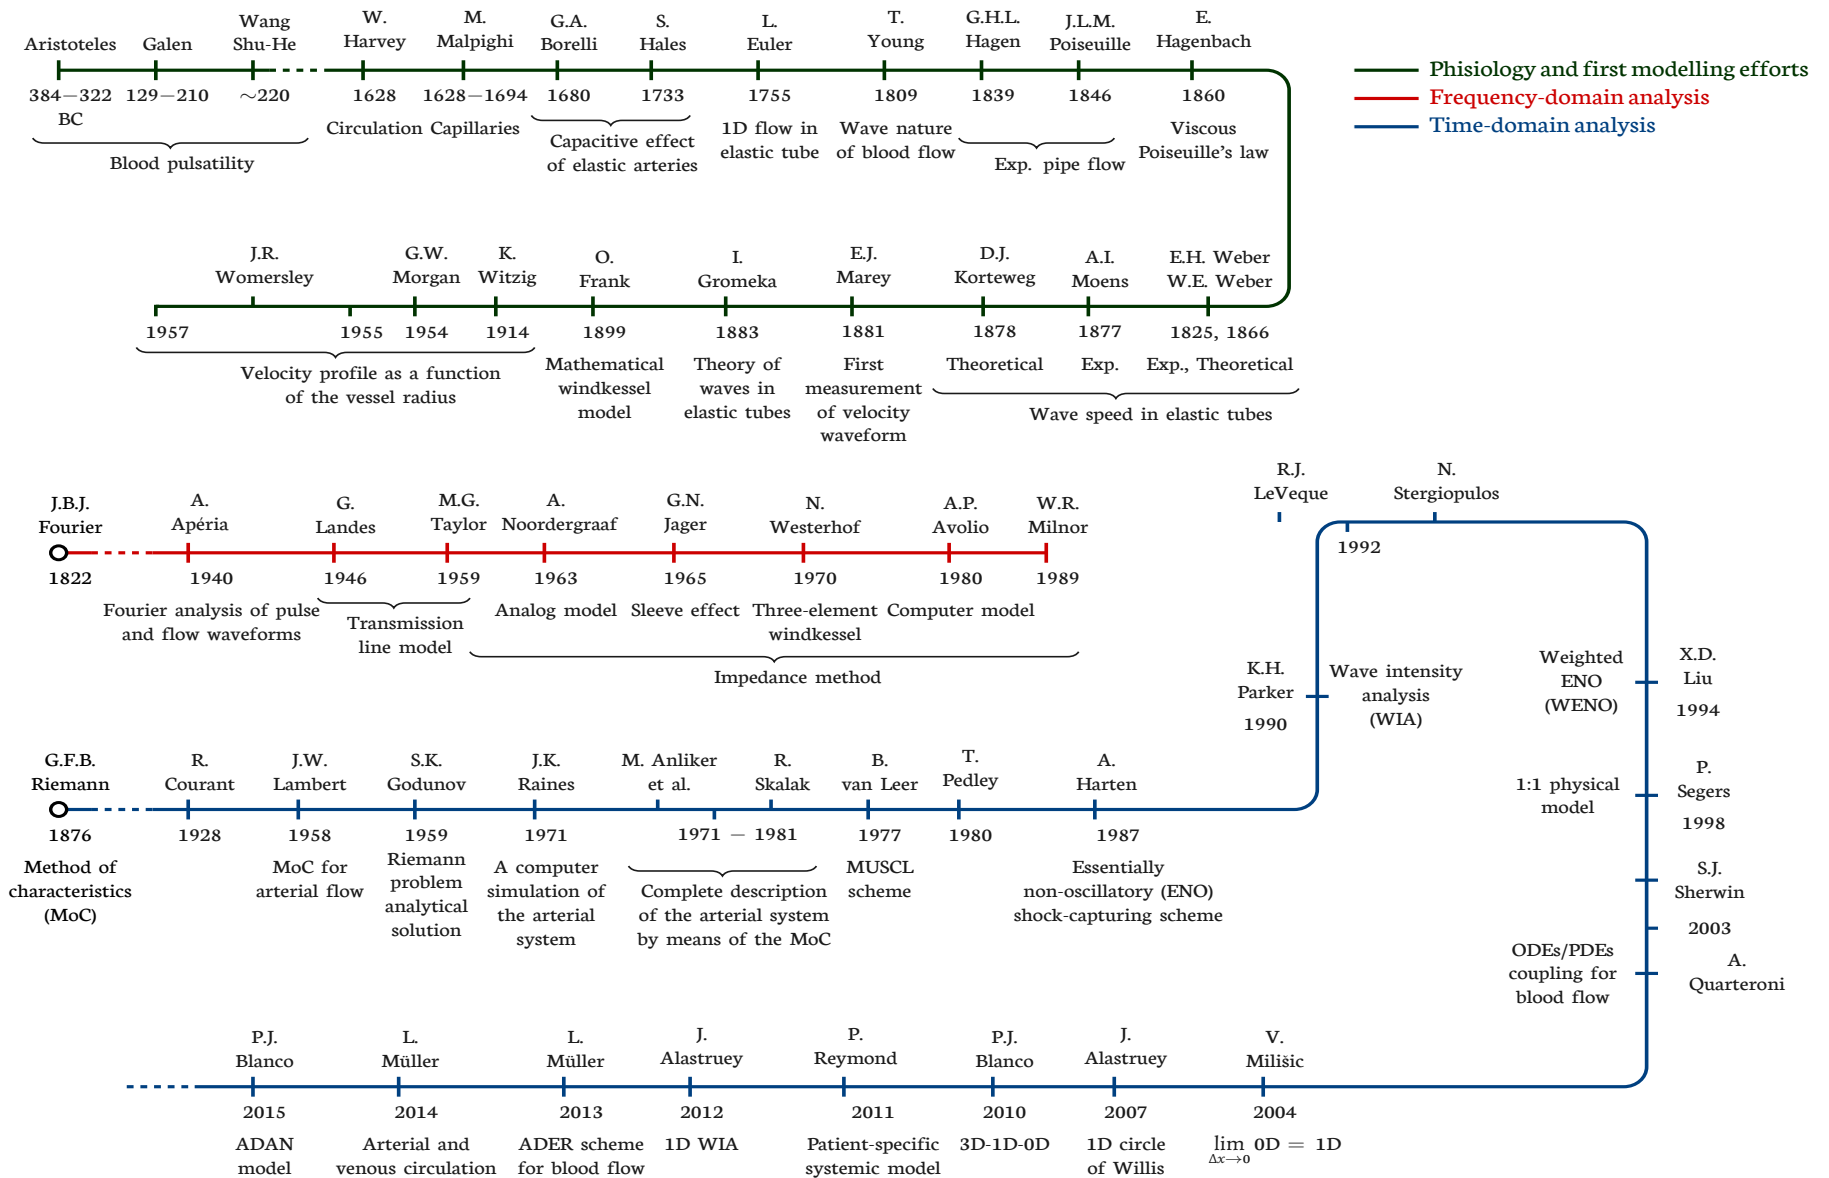 Aristoteles
384–322
BC
Galen
129–210
Wang
Shu-He
~220
Blood pulsatility
W.
Harvey
1628
Circulation
M.
Malpighi
1628–1694
Capillaries
G.A.
Borelli
1680
S.
Hales
1733
Capacitive effect
of elastic arteries
L.
Euler
1755
1D flow in
elastic tube
T.
Young
1809
Wave nature
of blood flow
G.H.L.
Hagen
1839
J.L.M.
Poiseuille
1846
Exp. pipe flow
E.
Hagenbach
1860
Viscous
Poiseuille's law
Phisiology and first modelling efforts
Frequency-domain analysis
Time-domain analysis
J.R.
Womersley
1957
1955
G.W.
Morgan
1954
K.
Witzig
1914
Velocity profile as a function
of the vessel radius
O.
Frank
1899
Mathematical
windkessel
model
I.
Gromeka
1883
Theory of
waves in
elastic tubes
E.J.
Marey
1881
First
measurement
of velocity
waveform
D.J.
Korteweg
1878
Theoretical
A.I.
Moens
1877
Exp.
E.H. Weber
W.E. Weber
1825, 1866
Exp., Theoretical
Wave speed in elastic tubes
J.B.J.
Fourier
1822
A.
Apéria
1940
Fourier analysis of pulse
and flow waveforms
G.
Landes
1946
M.G.
Taylor
1959
Transmission
line model
A.
Noordergraaf
1963
Analog model
G.N.
Jager
1965
Sleeve effect
N.
Westerhof
1970
Three-element
windkessel
A.P.
Avolio
1980
Computer model
W.R.
Milnor
1989
Impedance method
G.F.B.
Riemann
1876
Method of
characteristics
(MoC)
R.
Courant
1928
J.W.
Lambert
1958
MoC for
arterial flow
S.K.
Godunov
1959
Riemann
problem
analytical
solution
J.K.
Raines
1971
A computer
simulation of
the arterial
system
M. Anliker
et al.
R.
Skalak
1971 – 1981
Complete description
of the arterial system
by means of the MoC
B.
van Leer
1977
MUSCL
scheme
T.
Pedley
1980
A.
Harten
1987
Essentially
non-oscillatory (ENO)
shock-capturing scheme
K.H.
Parker
1990
Wave intensity
analysis
(WIA)
R.J.
LeVeque
N.
Stergiopulos
1992
Weighted
ENO
(WENO)
X.D.
Liu
1994
1:1 physical
model
P.
Segers
1998
S.J.
Sherwin
2003
ODEs/PDEs
coupling for
blood flow
A.
Quarteroni
P.J.
Blanco
2015
ADAN
model
L.
Müller
2014
Arterial and
venous circulation
L.
Müller
2013
ADER scheme
for blood flow
J.
Alastruey
2012
1D WIA
P.
Reymond
2011
Patient-specific
systemic model
P.J.
Blanco
2010
3D-1D-0D
J.
Alastruey
2007
1D circle
of Willis
V.
Milišic
2004
lim 0D = 1D
Δx→0